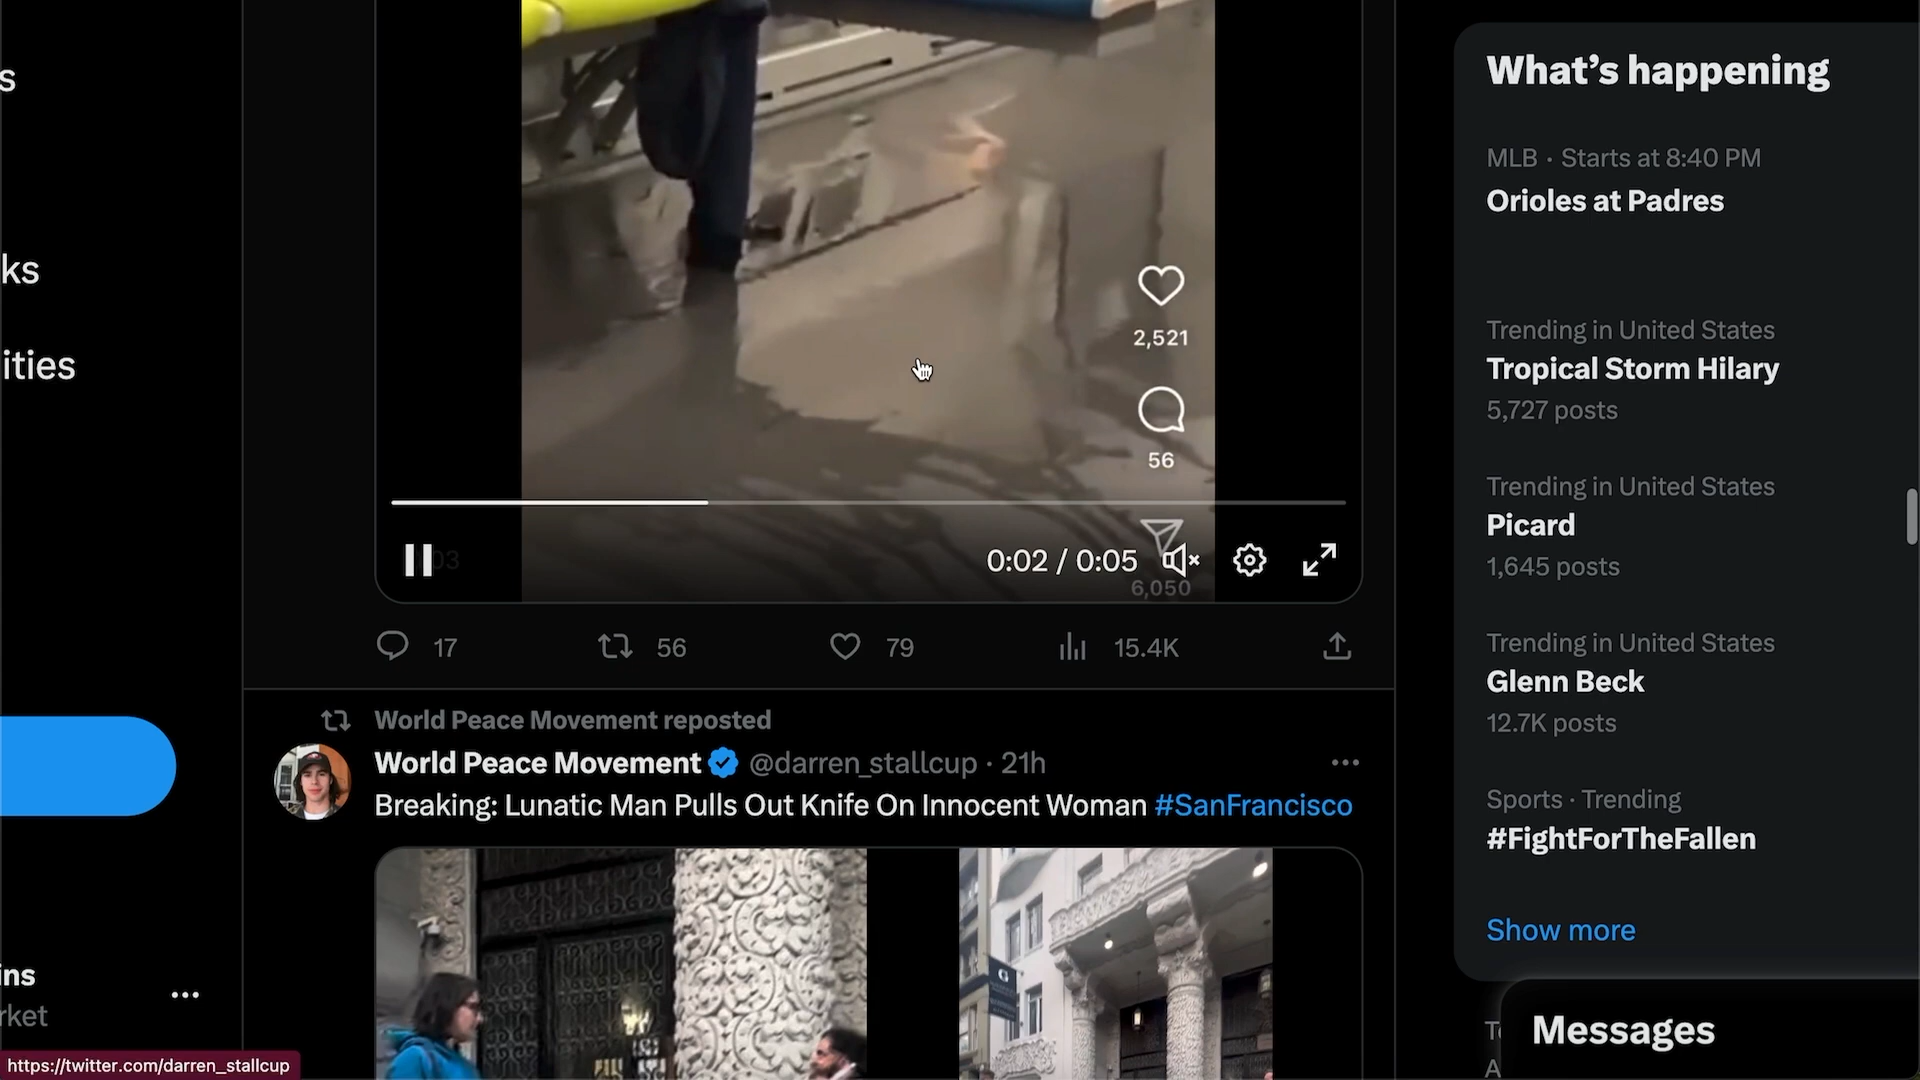 s
ks
ities
ins
rket
2,521
56
03
0:02 / 0:05
6,050
17
56
79
15.4K
World Peace Movement reposted
World Peace Movement @darren_stallcup · 21h
Breaking: Lunatic Man Pulls Out Knife On Innocent Woman #SanFrancisco
G
What's happening
MLB · Starts at 8:40 PM
Orioles at Padres
Trending in United States
Tropical Storm Hilary
5,727 posts
Trending in United States
Picard
1,645 posts
Trending in United States
Glenn Beck
12.7K posts
Sports · Trending
#FightForTheFallen
Show more
Messages
https://twitter.com/darren_stallcup